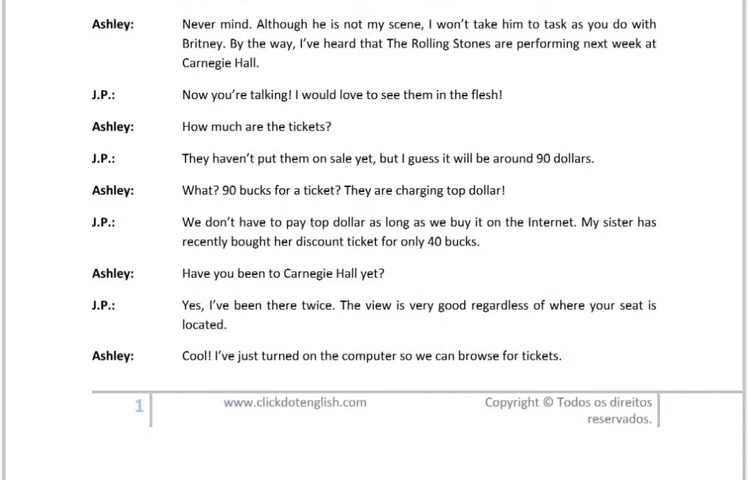 Ashley: Never mind. Although he is not my scene, I won't take him to task as you do with
Britney. By the way, I've heard that The Rolling Stones are performing next week at
Carnegie Hall.
J.P.: Now you're talking! I would love to see them in the flesh!
Ashley: How much are the tickets?
J.P.: They haven't put them on sale yet, but I guess it will be around 90 dollars.
Ashley: What? 90 bucks for a ticket? They are charging top dollar!
J.P.: We don't have to pay top dollar as long as we buy it on the Internet. My sister has
recently bought her discount ticket for only 40 bucks.
Ashley: Have you been to Carnegie Hall yet?
J.P.: Yes, I've been there twice. The view is very good regardless of where your seat is
located.
Ashley: Cool! I've just turned on the computer so we can browse for tickets.
1 www.clickdotenglish.com Copyright © Todos os direitos
reservados.